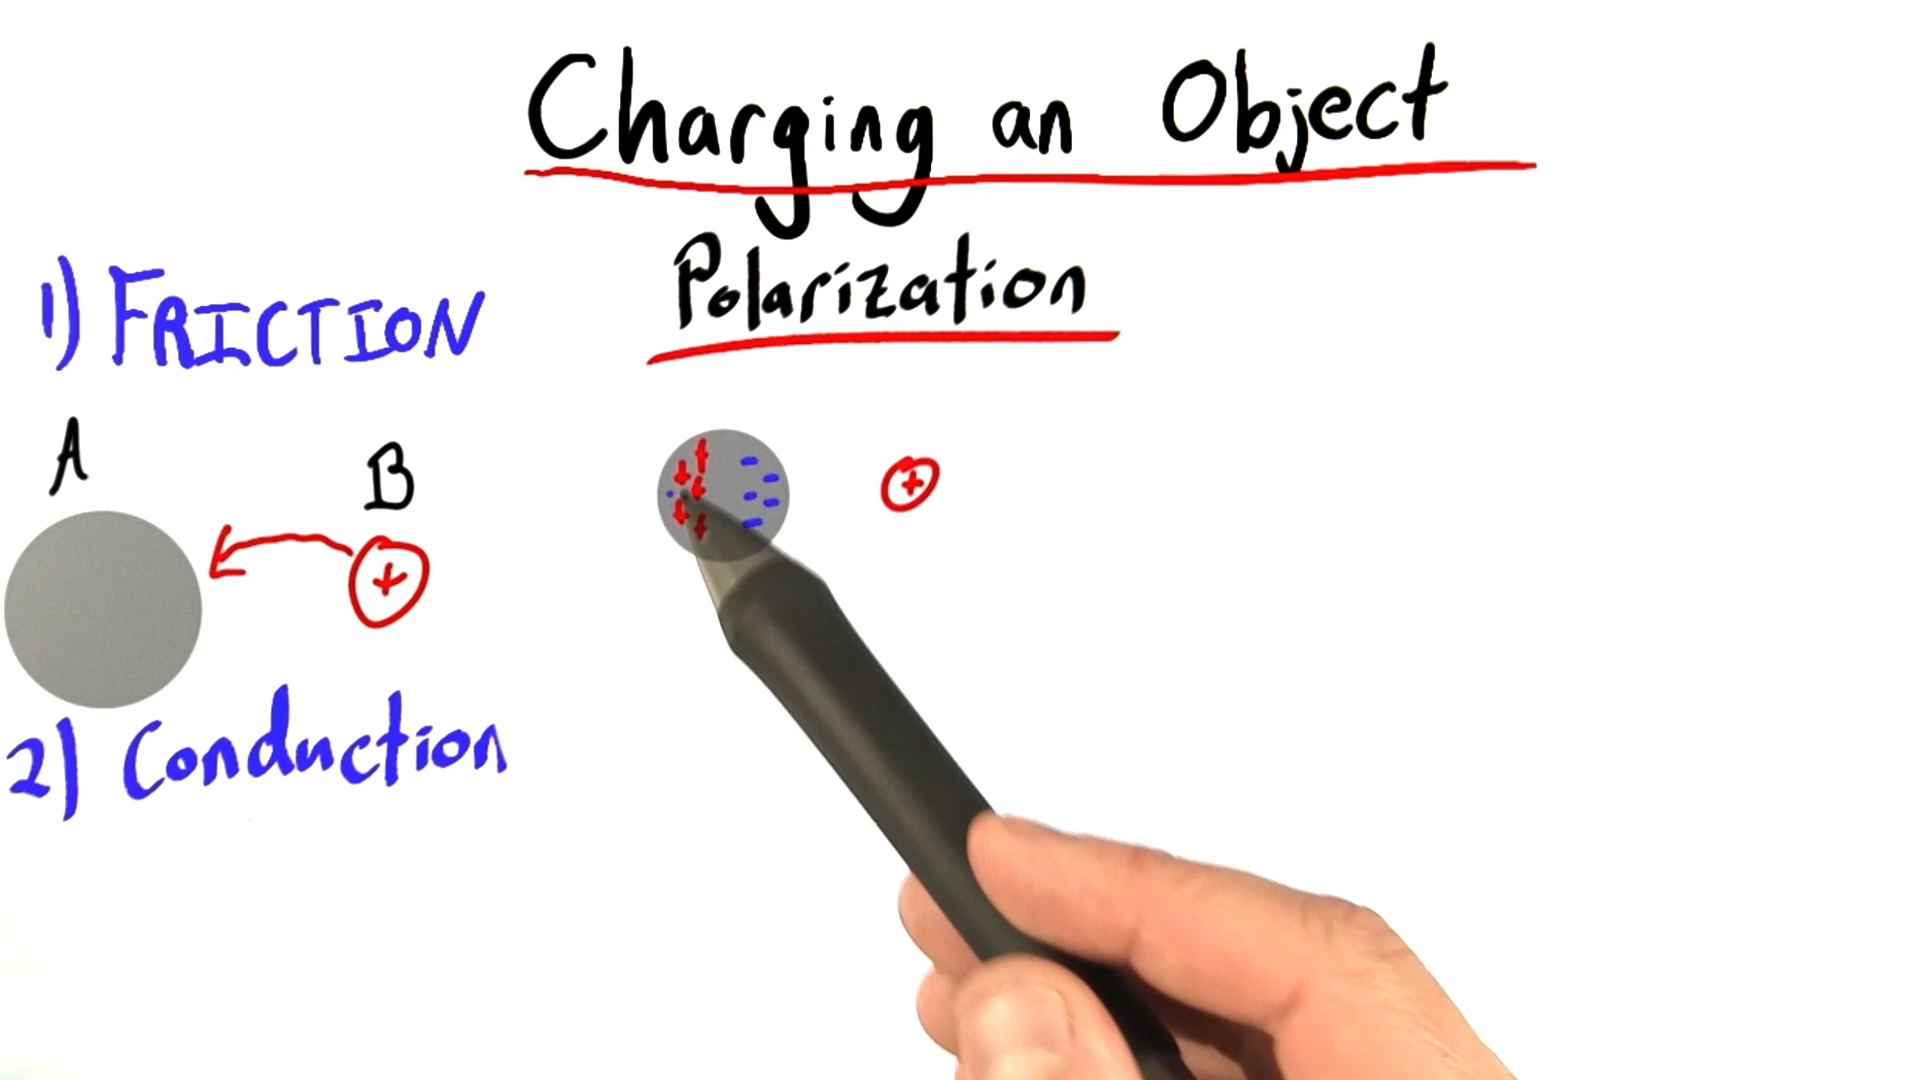 Charging an Object
Polarization
1) FRICTION
A
B
+
+
2) Conduction